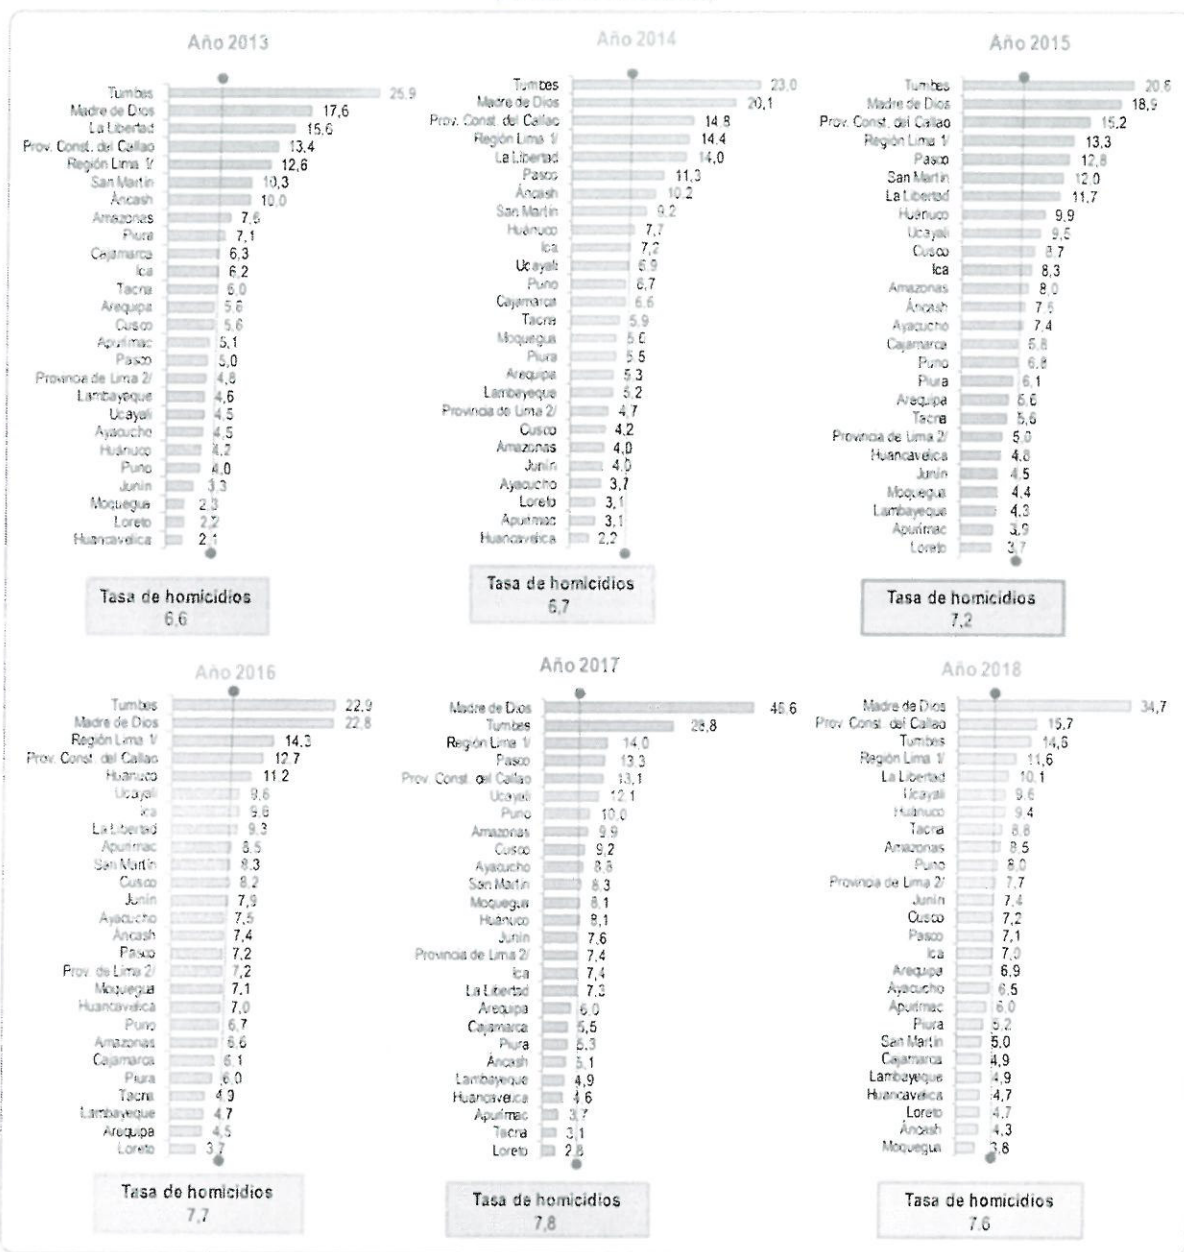 Año 2013
Tumbes 25,9
Madre de Dios 17,6
La Libertad 15,6
Prov. Const. del Callao 13,4
Región Lima 1/ 12,6
San Martín 10,3
Áncash 10,0
Amazonas 7,6
Piura 7,1
Cajamarca 6,3
Ica 6,2
Tacna 6,0
Arequipa 5,6
Cusco 5,6
Apurímac 5,1
Pasco 5,0
Provincia de Lima 2/ 4,8
Lambayeque 4,6
Ucayali 4,5
Ayacucho 4,5
Huánuco 4,2
Puno 4,0
Junín 3,3
Moquegua 2,3
Loreto 2,2
Huancavelica 2,1
Tasa de homicidios
6,6
Año 2014
Tumbes 23,0
Madre de Dios 20,1
Prov. Const. del Callao 14,8
Región Lima 1/ 14,4
La Libertad 14,0
Pasco 11,3
Áncash 10,2
San Martín 9,2
Huánuco 7,7
Ica 7,2
Ucayali 6,9
Puno 6,7
Cajamarca 6,6
Tacna 5,9
Moquegua 5,6
Piura 5,5
Arequipa 5,3
Lambayeque 5,2
Provincia de Lima 2/ 4,7
Cusco 4,2
Amazonas 4,0
Junín 4,0
Ayacucho 3,7
Loreto 3,1
Apurímac 3,1
Huancavelica 2,2
Tasa de homicidios
6,7
Año 2015
Tumbes 20,6
Madre de Dios 18,9
Prov. Const. del Callao 15,2
Región Lima 1/ 13,3
Pasco 12,8
San Martín 12,0
La Libertad 11,7
Huánuco 9,9
Ucayali 9,5
Cusco 8,7
Ica 8,3
Amazonas 8,0
Áncash 7,5
Ayacucho 7,4
Cajamarca 6,8
Puno 6,8
Piura 6,1
Arequipa 5,6
Tacna 5,6
Provincia de Lima 2/ 5,0
Huancavelica 4,8
Junín 4,5
Moquegua 4,4
Lambayeque 4,3
Apurímac 3,9
Loreto 3,7
Tasa de homicidios
7,2
Año 2016
Tumbes 22,9
Madre de Dios 22,8
Región Lima 1/ 14,3
Prov. Const. del Callao 12,7
Huánuco 11,2
Ucayali 9,6
Ica 9,6
La Libertad 9,3
Apurímac 8,5
San Martín 8,3
Cusco 8,2
Junín 7,9
Ayacucho 7,5
Áncash 7,4
Pasco 7,2
Prov. de Lima 2/ 7,2
Moquegua 7,1
Huancavelica 7,0
Puno 6,7
Amazonas 6,6
Cajamarca 6,1
Piura 6,0
Tacna 4,9
Lambayeque 4,7
Arequipa 4,5
Loreto 3,7
Tasa de homicidios
7,7
Año 2017
Madre de Dios 46,6
Tumbes 28,8
Región Lima 1/ 14,0
Pasco 13,3
Prov. Const. del Callao 13,1
Ucayali 12,1
Puno 10,0
Amazonas 9,9
Cusco 9,2
Ayacucho 8,8
San Martín 8,3
Moquegua 8,1
Huánuco 8,1
Junín 7,6
Provincia de Lima 2/ 7,4
Ica 7,4
La Libertad 7,3
Arequipa 6,0
Cajamarca 5,5
Piura 5,3
Áncash 5,1
Lambayeque 4,9
Huancavelica 4,6
Apurímac 3,7
Tacna 3,1
Loreto 2,8
Tasa de homicidios
7,8
Año 2018
Madre de Dios 34,7
Prov. Const. del Callao 15,7
Tumbes 14,6
Región Lima 1/ 11,6
La Libertad 10,1
Ucayali 9,6
Huánuco 9,4
Tacna 8,8
Amazonas 8,5
Puno 8,0
Provincia de Lima 2/ 7,7
Junín 7,4
Cusco 7,2
Pasco 7,1
Ica 7,0
Arequipa 6,9
Ayacucho 6,5
Apurímac 6,0
Piura 5,2
San Martín 5,0
Cajamarca 4,9
Lambayeque 4,9
Huancavelica 4,7
Loreto 4,7
Áncash 4,3
Moquegua 3,8
Tasa de homicidios
7,6